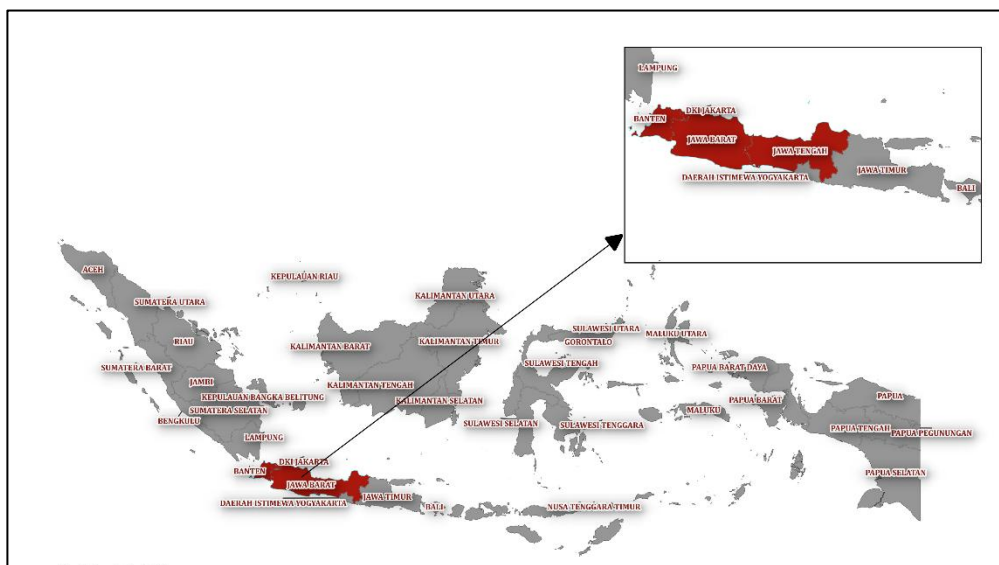 LAMPUNG
DKI JAKARTA
BANTEN
JAWA BARAT
JAWA TENGAH
DAERAH ISTIMEWA YOGYAKARTA
JAWA TIMUR
BALI
ACEH
KEPULAUAN RIAU
SUMATERA UTARA
KALIMANTAN UTARA
RIAU
KALIMANTAN BARAT
KALIMANTAN TIMUR
SULAWESI UTARA
GORONTALO
MALUKU UTARA
SUMATERA BARAT
SULAWESI TENGAH
PAPUA BARAT DAYA
JAMBI
KALIMANTAN TENGAH
KEPULAUAN BANGKA BELITUNG
KALIMANTAN SELATAN
PAPUA BARAT
PAPUA
SUMATERA SELATAN
MALUKU
BENGKULU
SULAWESI SELATAN
SULAWESI TENGGARA
PAPUA TENGAH
PAPUA PEGUNUNGAN
LAMPUNG
DKI JAKARTA
BANTEN
PAPUA SELATAN
JAWA BARAT
JAWA TIMUR
DAERAH ISTIMEWA YOGYAKARTA
BALI
NUSA TENGGARA TIMUR